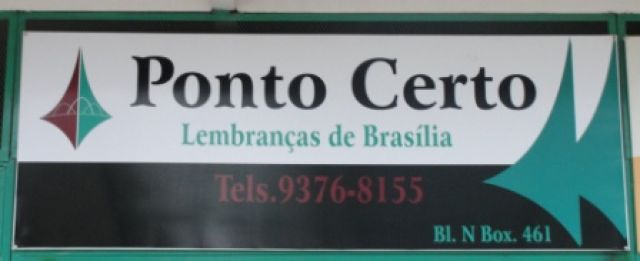 Ponto Certo
Lembranças de Brasília
Tels.9376-8155
Bl. N Box. 461